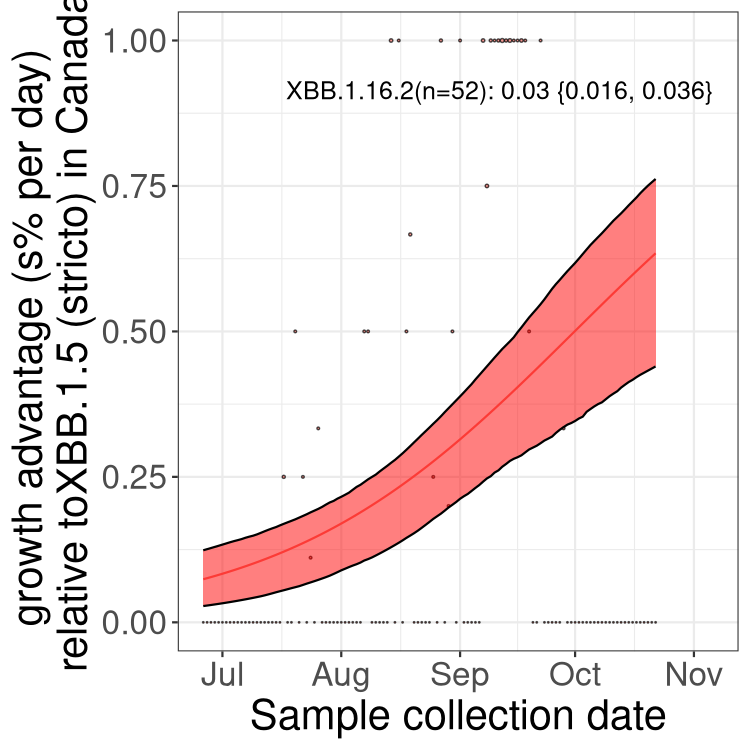 growth advantage (s% per day)
relative toXBB.1.5 (stricto) in Canada
1.00
XBB.1.16.2(n=52): 0.03 {0.016, 0.036}
0.75
0.50
0.25
0.00
Jul Aug Sep Oct Nov
Sample collection date